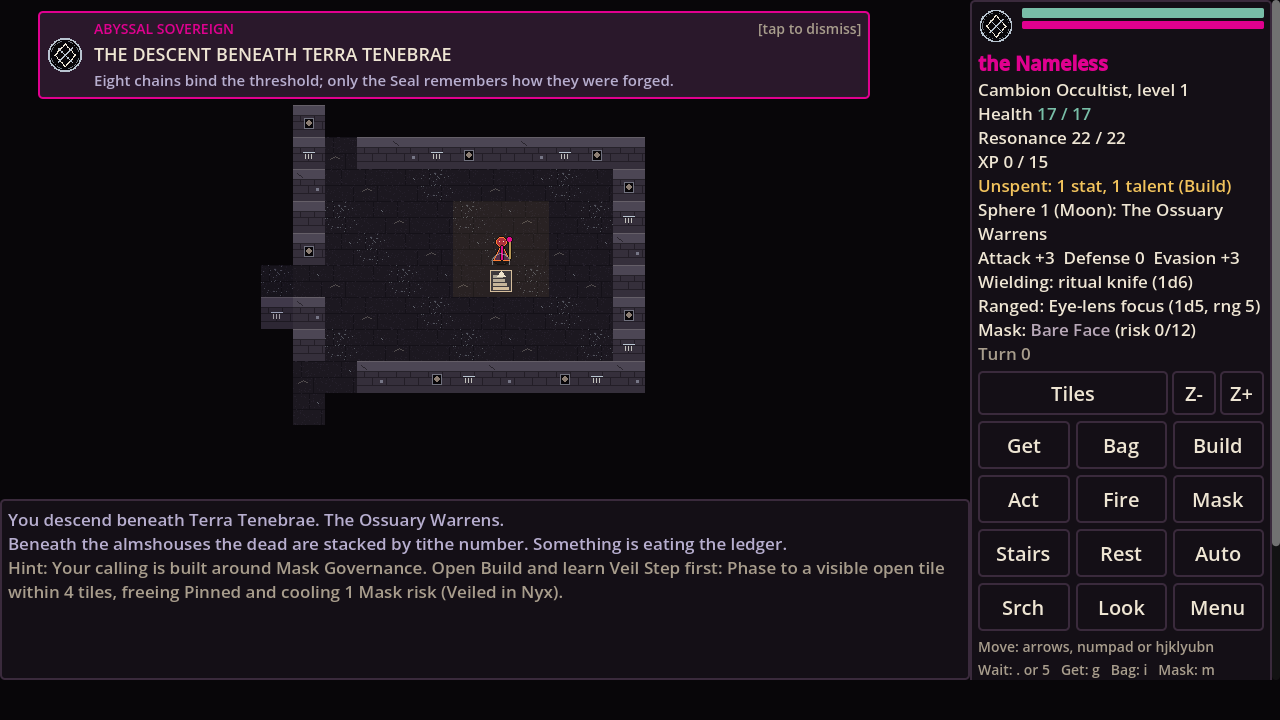 ABYSSAL SOVEREIGN
[tap to dismiss]
THE DESCENT BENEATH TERRA TENEBRAE
Eight chains bind the threshold; only the Seal remembers how they were forged.
the Nameless
Cambion Occultist, level 1
Health 17 / 17
Resonance 22 / 22
XP 0 / 15
Unspent: 1 stat, 1 talent (Build)
Sphere 1 (Moon): The Ossuary
Warrens
Attack +3 Defense 0 Evasion +3
Wielding: ritual knife (1d6)
Ranged: Eye-lens focus (1d5, rng 5)
Mask: Bare Face (risk 0/12)
Turn 0
Tiles Z- Z+
Get Bag Build
Act Fire Mask
Stairs Rest Auto
Srch Look Menu
Move: arrows, numpad or hjklyubn
Wait: . or 5 Get: g Bag: i Mask: m
You descend beneath Terra Tenebrae. The Ossuary Warrens.
Beneath the almshouses the dead are stacked by tithe number. Something is eating the ledger.
Hint: Your calling is built around Mask Governance. Open Build and learn Veil Step first: Phase to a visible open tile
within 4 tiles, freeing Pinned and cooling 1 Mask risk (Veiled in Nyx).